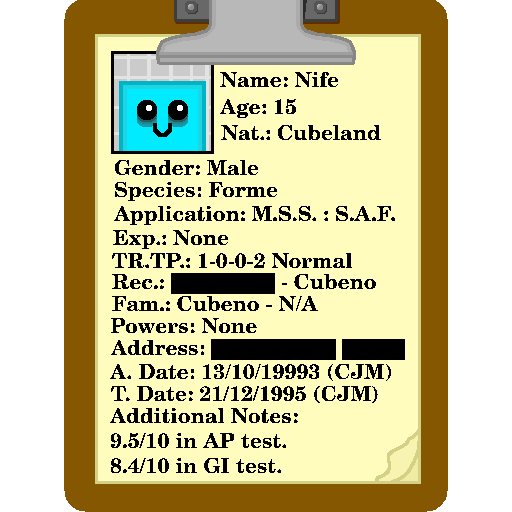 Name: Nife
Age: 15
Nat.: Cubeland
Gender: Male
Species: Forme
Application: M.S.S. : S.A.F.
Exp.: None
TR.TP.: 1-0-0-2 Normal
Rec.: - Cubeno
Fam.: Cubeno - N/A
Powers: None
Address:
A. Date: 13/10/19993 (CJM)
T. Date: 21/12/1995 (CJM)
Additional Notes:
9.5/10 in AP test.
8.4/10 in GI test.